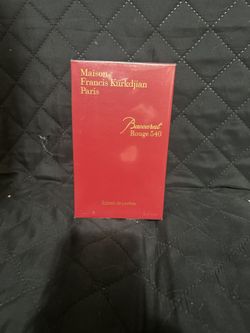 Maison
Francis Kurkdjian
Paris
Baccarat
Rouge 540
Extrait de parfum